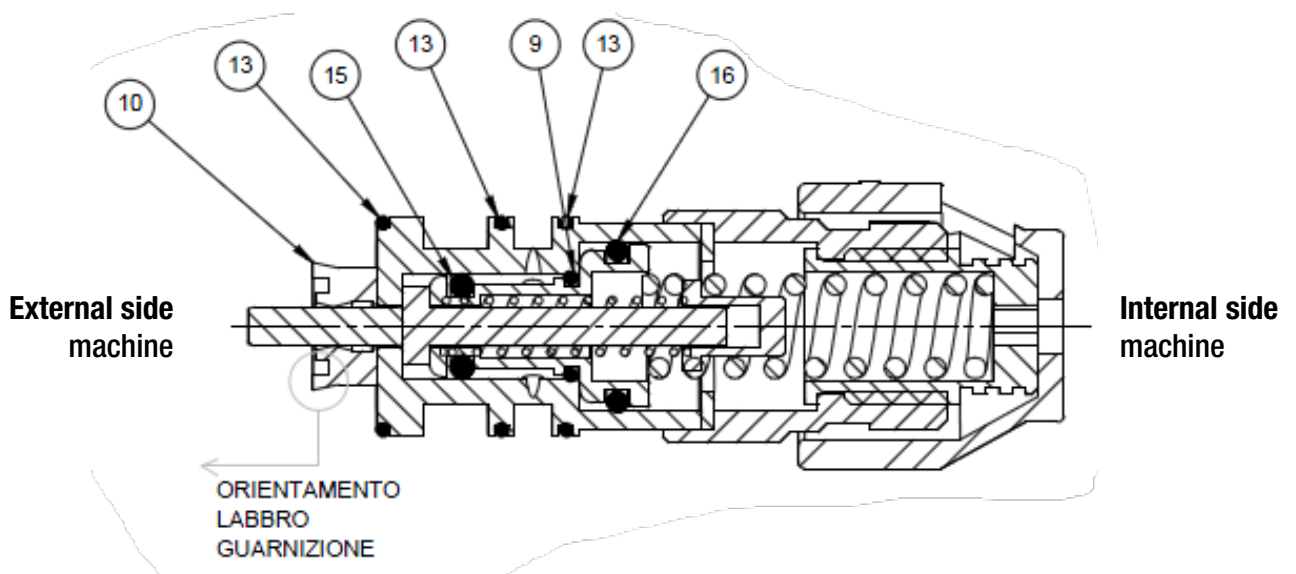 13
13
9
13
15
16
10
External side
machine
Internal side
machine
ORIENTAMENTO
LABBRO
GUARNIZIONE